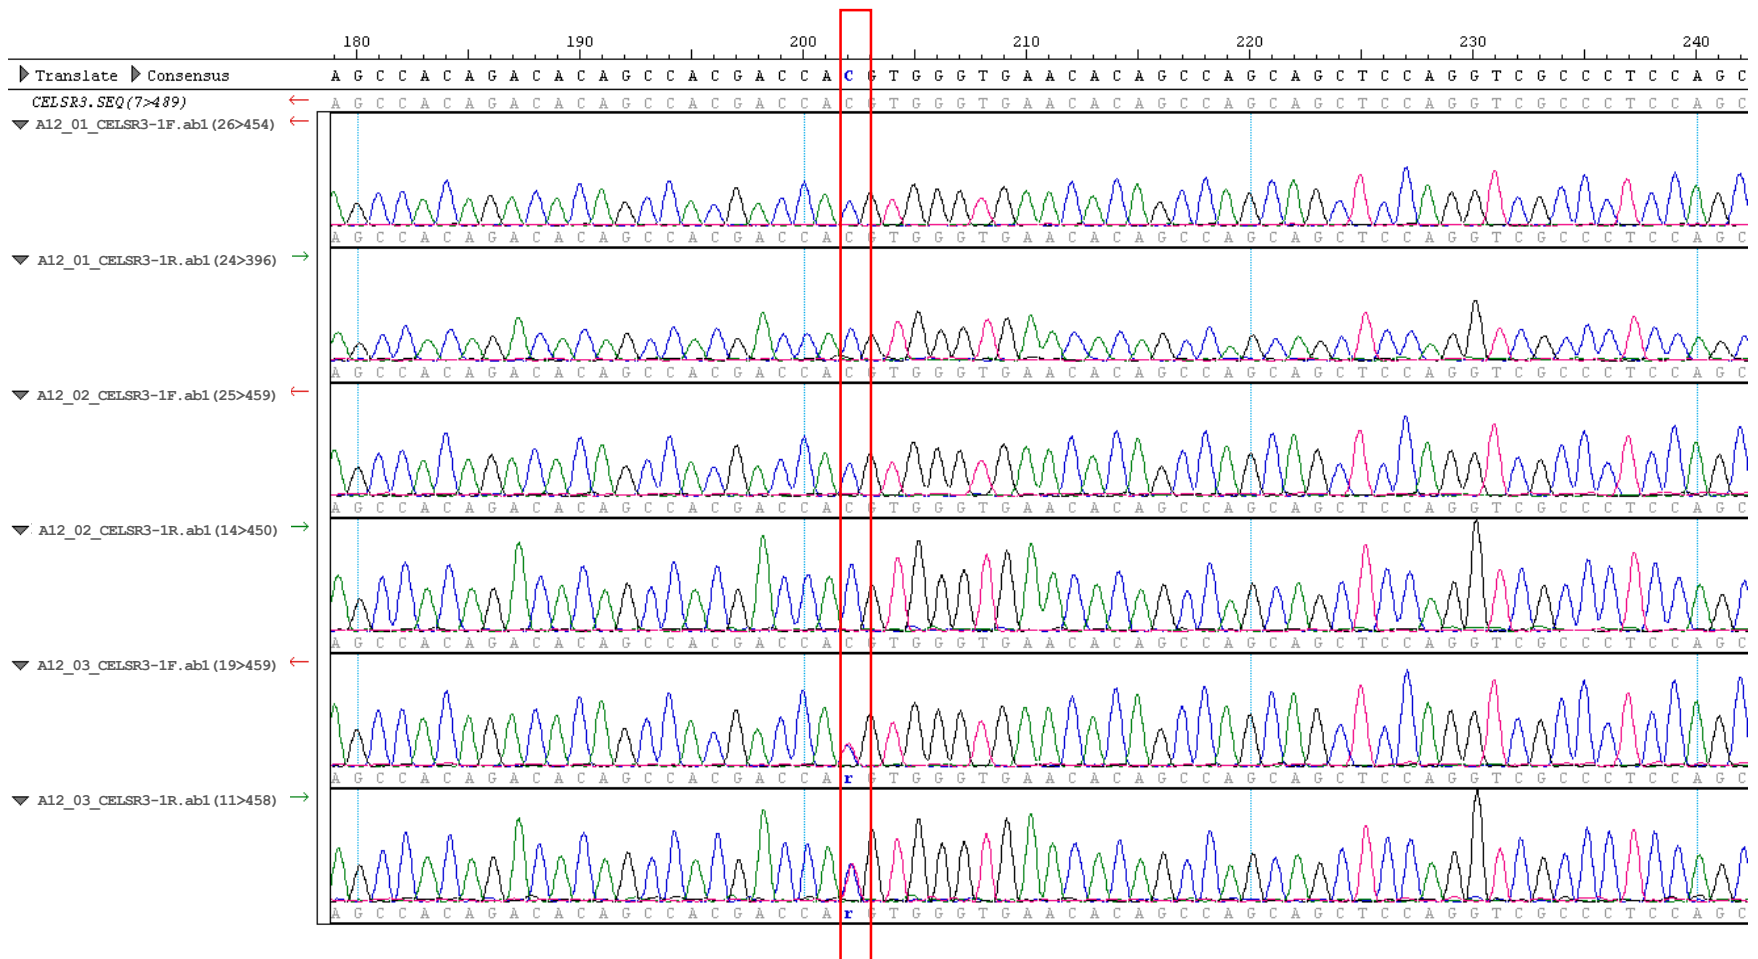 180 190 200 210 220 230 240
Translate Consensus A G C C A C A G A C A C A G C C A C G A C C A C G T G G G T G A A C A C A G C C A G C A G C T C C A G G T C G C C C T C C A G C
CELSR3.SEQ(7>489) ← A G C C A C A G A C A C A G C C A C G A C C A C G T G G G T G A A C A C A G C C A G C A G C T C C A G G T C G C C C T C C A G C
A12_01_CELSR3-1F.ab1(26>454) ←
A G C C A C A G A C A C A G C C A C G A C C A C G T G G G T G A A C A C A G C C A G C A G C T C C A G G T C G C C C T C C A G C
A12_01_CELSR3-1R.ab1(24>396) →
A G C C A C A G A C A C A G C C A C G A C C A C G T G G G T G A A C A C A G C C A G C A G C T C C A G G T C G C C C T C C A G C
A12_02_CELSR3-1F.ab1(25>459) ←
A G C C A C A G A C A C A G C C A C G A C C A C G T G G G T G A A C A C A G C C A G C A G C T C C A G G T C G C C C T C C A G C
A12_02_CELSR3-1R.ab1(14>450) →
A G C C A C A G A C A C A G C C A C G A C C A C G T G G G T G A A C A C A G C C A G C A G C T C C A G G T C G C C C T C C A G C
A12_03_CELSR3-1F.ab1(19>459) ←
A G C C A C A G A C A C A G C C A C G A C C A r G T G G G T G A A C A C A G C C A G C A G C T C C A G G T C G C C C T C C A G C
A12_03_CELSR3-1R.ab1(11>458) →
A G C C A C A G A C A C A G C C A C G A C C A r G T G G G T G A A C A C A G C C A G C A G C T C C A G G T C G C C C T C C A G C